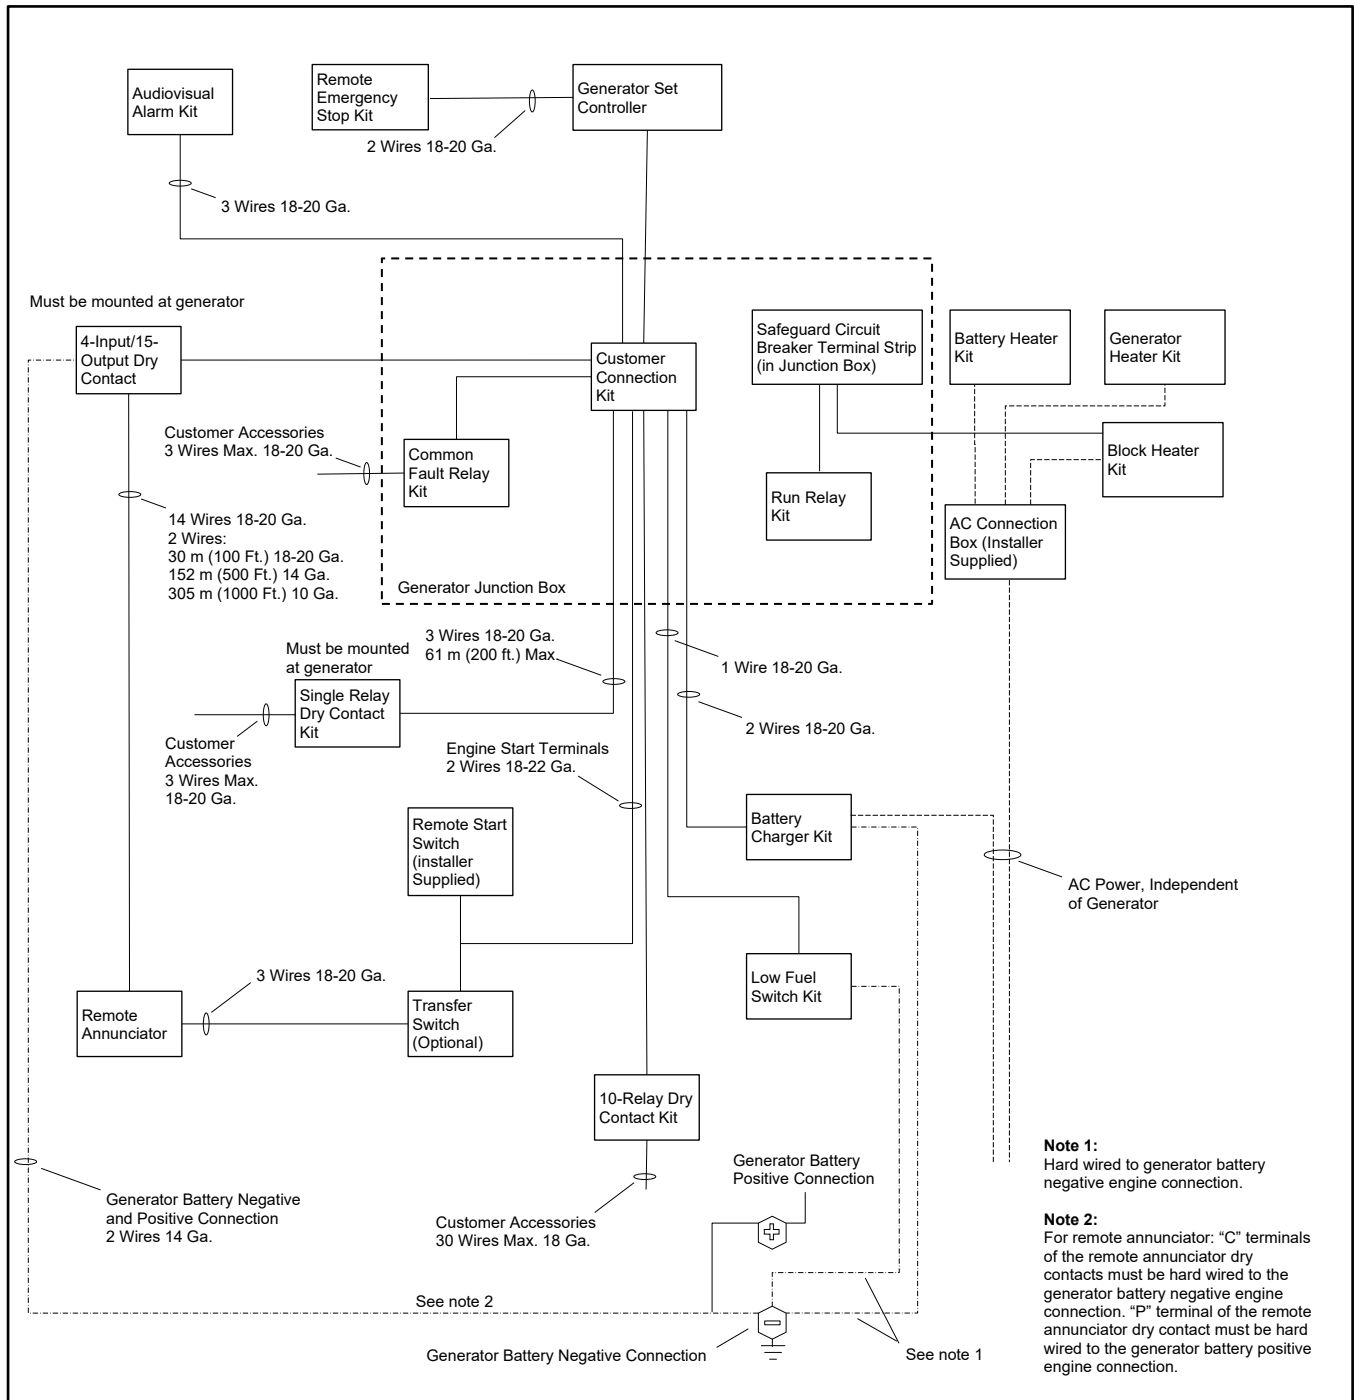 Audiovisual
Alarm Kit
Remote
Emergency
Stop Kit
Generator Set
Controller
2 Wires 18-20 Ga.
3 Wires 18-20 Ga.
Must be mounted at generator
4-Input/15-
Output Dry
Contact
Customer
Connection
Kit
Safeguard Circuit
Breaker Terminal Strip
(in Junction Box)
Battery Heater
Kit
Generator
Heater Kit
Customer Accessories
3 Wires Max. 18-20 Ga.
Common
Fault Relay
Kit
Run Relay
Kit
Block Heater
Kit
AC Connection
Box (Installer
Supplied)
14 Wires 18-20 Ga.
2 Wires:
30 m (100 Ft.) 18-20 Ga.
152 m (500 Ft.) 14 Ga.
305 m (1000 Ft.) 10 Ga.
Generator Junction Box
Must be mounted
at generator
3 Wires 18-20 Ga.
61 m (200 ft.) Max.
1 Wire 18-20 Ga.
Single Relay
Dry Contact
Kit
2 Wires 18-20 Ga.
Customer
Accessories
3 Wires Max.
18-20 Ga.
Engine Start Terminals
2 Wires 18-22 Ga.
Remote Start
Switch
(installer
Supplied)
Battery
Charger Kit
AC Power, Independent
of Generator
3 Wires 18-20 Ga.
Low Fuel
Switch Kit
Remote
Annunciator
Transfer
Switch
(Optional)
10-Relay Dry
Contact Kit
Generator Battery
Positive Connection
Generator Battery Negative
and Positive Connection
2 Wires 14 Ga.
Customer Accessories
30 Wires Max. 18 Ga.
See note 2
Generator Battery Negative Connection
See note 1
Note 1:
Hard wired to generator battery
negative engine connection.
Note 2:
For remote annunciator: “C” terminals
of the remote annunciator dry
contacts must be hard wired to the
generator battery negative engine
connection. “P” terminal of the remote
annunciator dry contact must be hard
wired to the generator battery positive
engine connection.